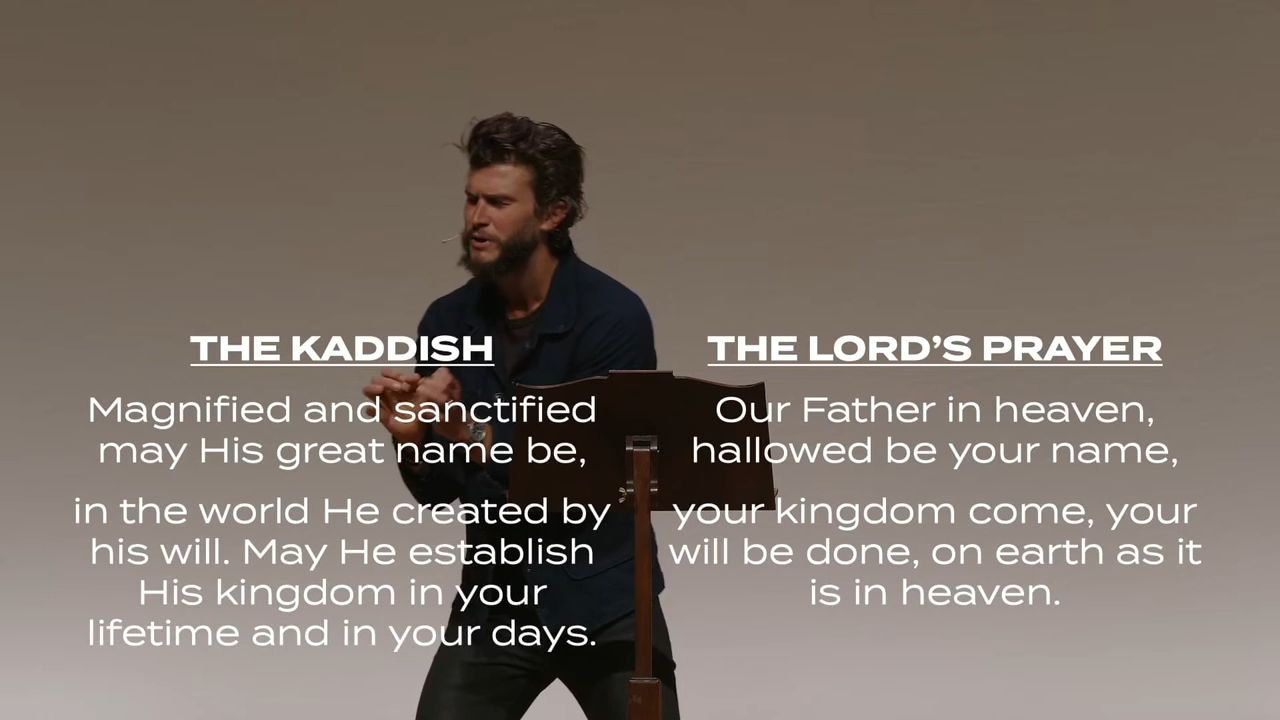 THE KADDISH
Magnified and sanctified
may His great name be,
in the world He created by
his will. May He establish
His kingdom in your
lifetime and in your days.
THE LORD’S PRAYER
Our Father in heaven,
hallowed be your name,
your kingdom come, your
will be done, on earth as it
is in heaven.